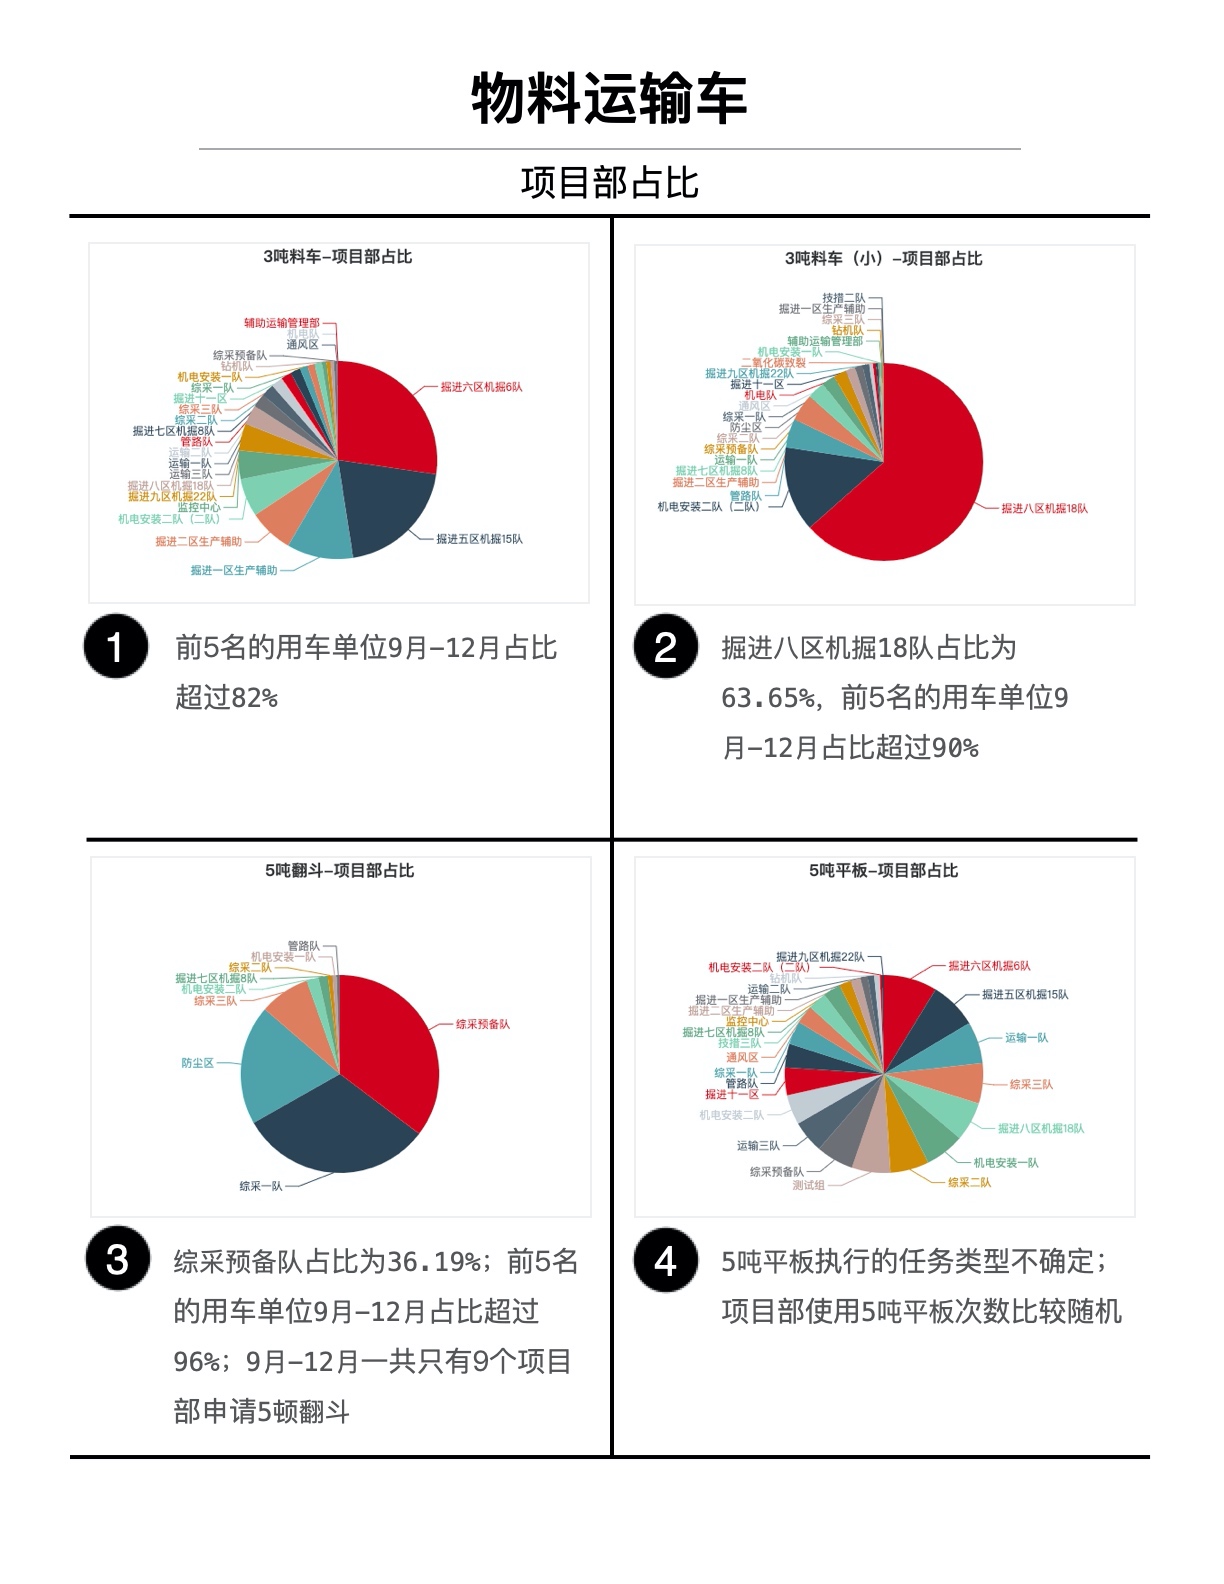 物料运输车
项目部占比
3吨料车-项目部占比
辅助运输管理部
机电队
通风区
综采预备队
钻机队
机电安装一队
综采一队
掘进十一区
综采三队
综采二队
掘进七区机掘8队
管路队
运输二队
运输一队
运输三队
掘进八区机掘18队
掘进九区机掘22队
监控中心
机电安装二队（二队）
掘进二区生产辅助
掘进一区生产辅助
掘进六区机掘6队
掘进五区机掘15队
1
前5名的用车单位9月-12月占比
超过82%
3吨料车（小）-项目部占比
技措二队
掘进一区生产辅助
综采三队
钻机队
辅助运输管理部
机电安装一队
二氧化碳致裂
掘进九区机掘22队
掘进十一区
机电队
通风区
综采一队
防尘区
综采二队
综采预备队
运输一队
掘进七区机掘8队
掘进二区生产辅助
管路队
机电安装二队（二队）
掘进八区机掘18队
2
掘进八区机掘18队占比为
63.65%，前5名的用车单位9
月-12月占比超过90%
5吨翻斗-项目部占比
管路队
机电安装一队
综采二队
掘进七区机掘8队
机电安装二队
综采三队
防尘区
综采一队
综采预备队
3
综采预备队占比为36.19%；前5名
的用车单位9月-12月占比超过
96%；9月-12月一共只有9个项目
部申请5顿翻斗
5吨平板-项目部占比
掘进九区机掘22队
机电安装二队（二队）
钻机队
运输二队
掘进一区生产辅助
掘进二区生产辅助
监控中心
掘进七区机掘8队
技措三队
通风区
综采一队
管路队
掘进十一区
机电安装二队
运输三队
综采预备队
测试组
掘进六区机掘6队
掘进五区机掘15队
运输一队
综采三队
掘进八区机掘18队
机电安装一队
综采二队
4
5吨平板执行的任务类型不确定；
项目部使用5吨平板次数比较随机